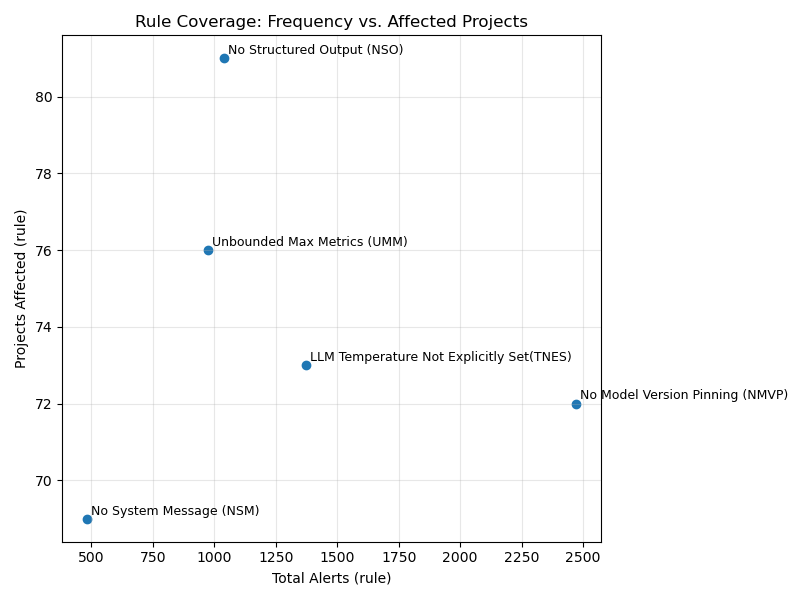 Rule Coverage: Frequency vs. Affected Projects
No Structured Output (NSO)
80
78
Unbounded Max Metrics (UMM)
76
Projects Affected (rule)
74
LLM Temperature Not Explicitly Set(TNES)
No Model Version Pinning (NMVP)
72
70
No System Message (NSM)
500 750 1000 1250 1500 1750 2000 2250 2500
Total Alerts (rule)